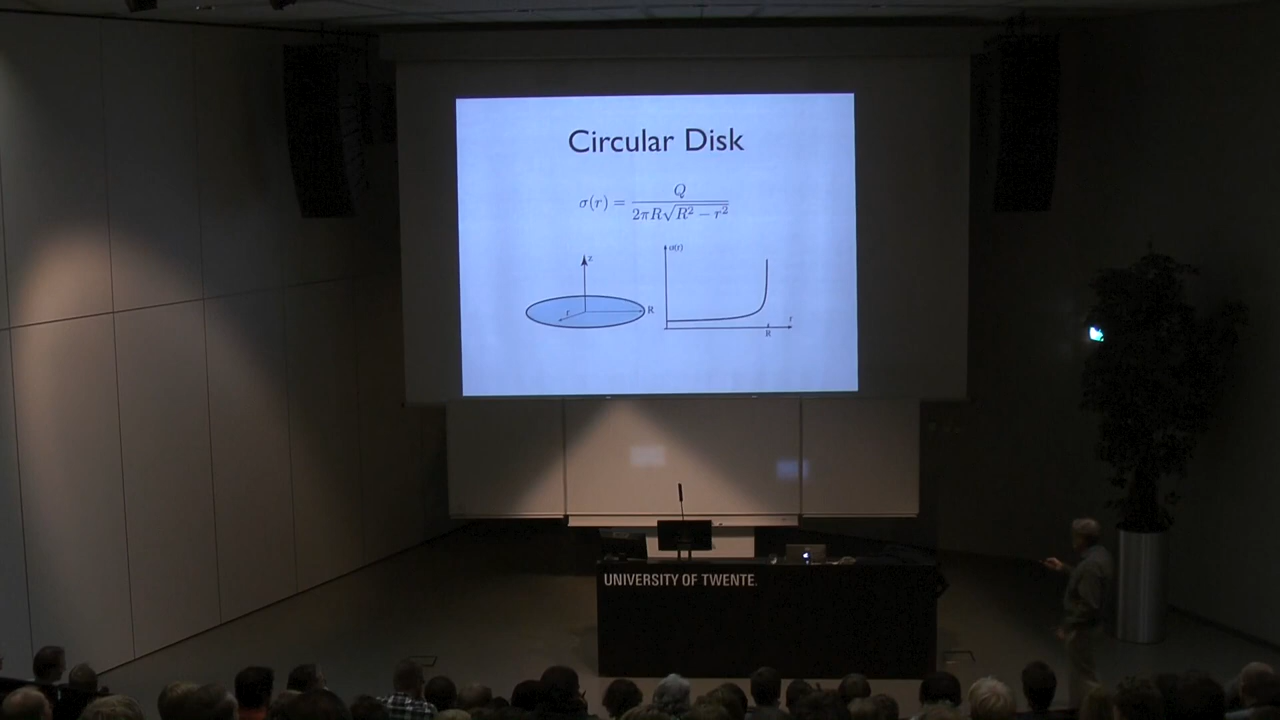 Circular Disk
σ(r) = Q / 2πR√R² − r²
z
σ(r)
r
R
r
R
UNIVERSITY OF TWENTE.